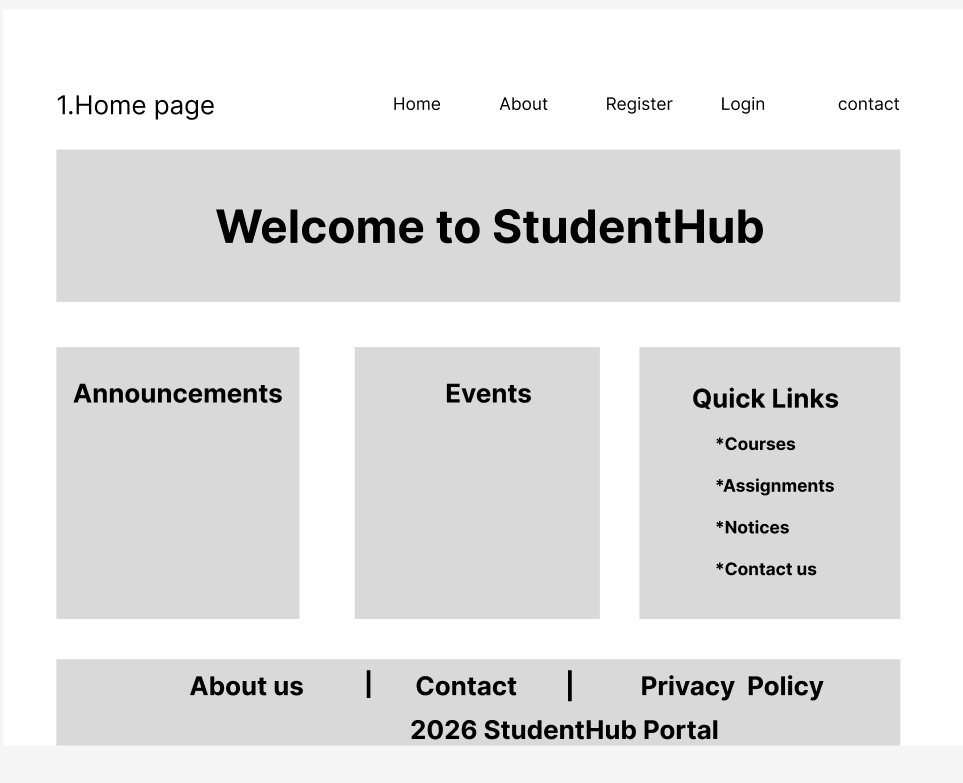 1.Home page Home About Register Login contact
Welcome to StudentHub
Announcements
Events
Quick Links
*Courses
*Assignments
*Notices
*Contact us
About us | Contact | Privacy Policy
2026 StudentHub Portal